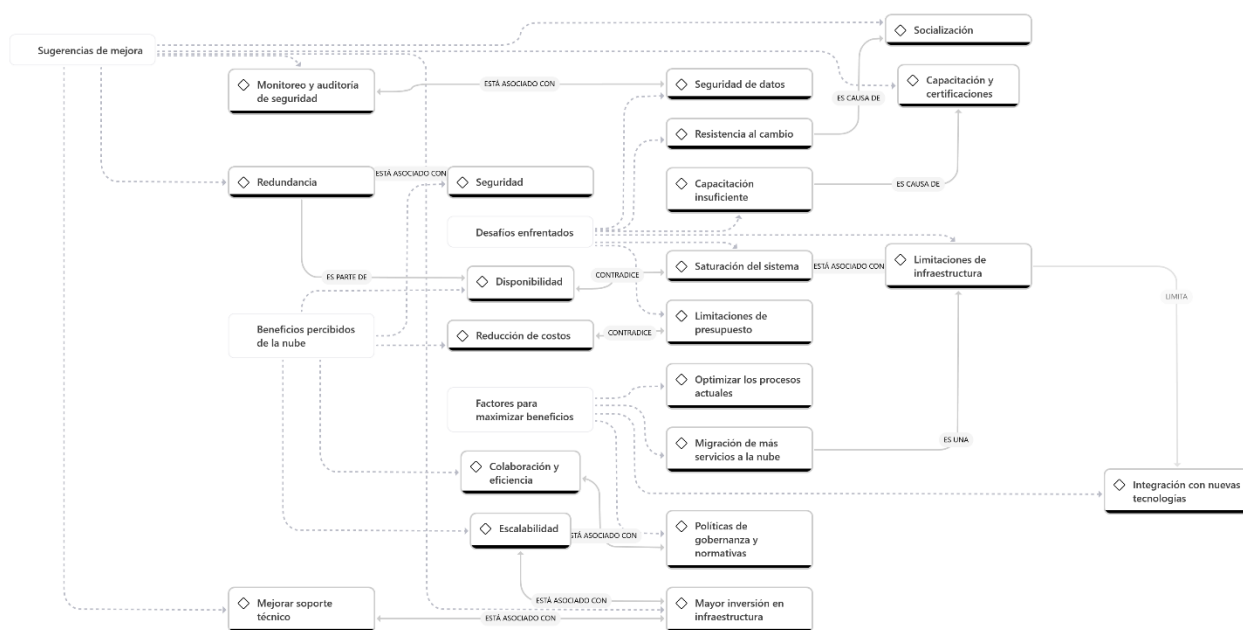 Socialización
Sugerencias de mejora
Monitoreo y auditoría
de seguridad
ESTÁ ASOCIADO CON
Seguridad de datos
Capacitación y
certificaciones
ES CAUSA DE
Resistencia al cambio
Redundancia
ESTÁ ASOCIADO CON
Seguridad
Capacitación
insuficiente
ES CAUSA DE
Desafíos enfrentados
Saturación del sistema
ESTÁ ASOCIADO CON
Limitaciones de
infraestructura
ES PARTE DE
Disponibilidad
CONTRADICE
LIMITA
Beneficios percibidos
de la nube
Reducción de costos
CONTRADICE
Limitaciones de
presupuesto
Optimizar los procesos
actuales
Factores para
maximizar beneficios
Migración de más
servicios a la nube
ES UNA
Colaboración y
eficiencia
Integración con nuevas
tecnologías
Escalabilidad
STÁ ASOCIADO CON
Políticas de
gobernanza y
normativas
ESTÁ ASOCIADO CON
Mejorar soporte
técnico
ESTÁ ASOCIADO CON
Mayor inversión en
infraestructura